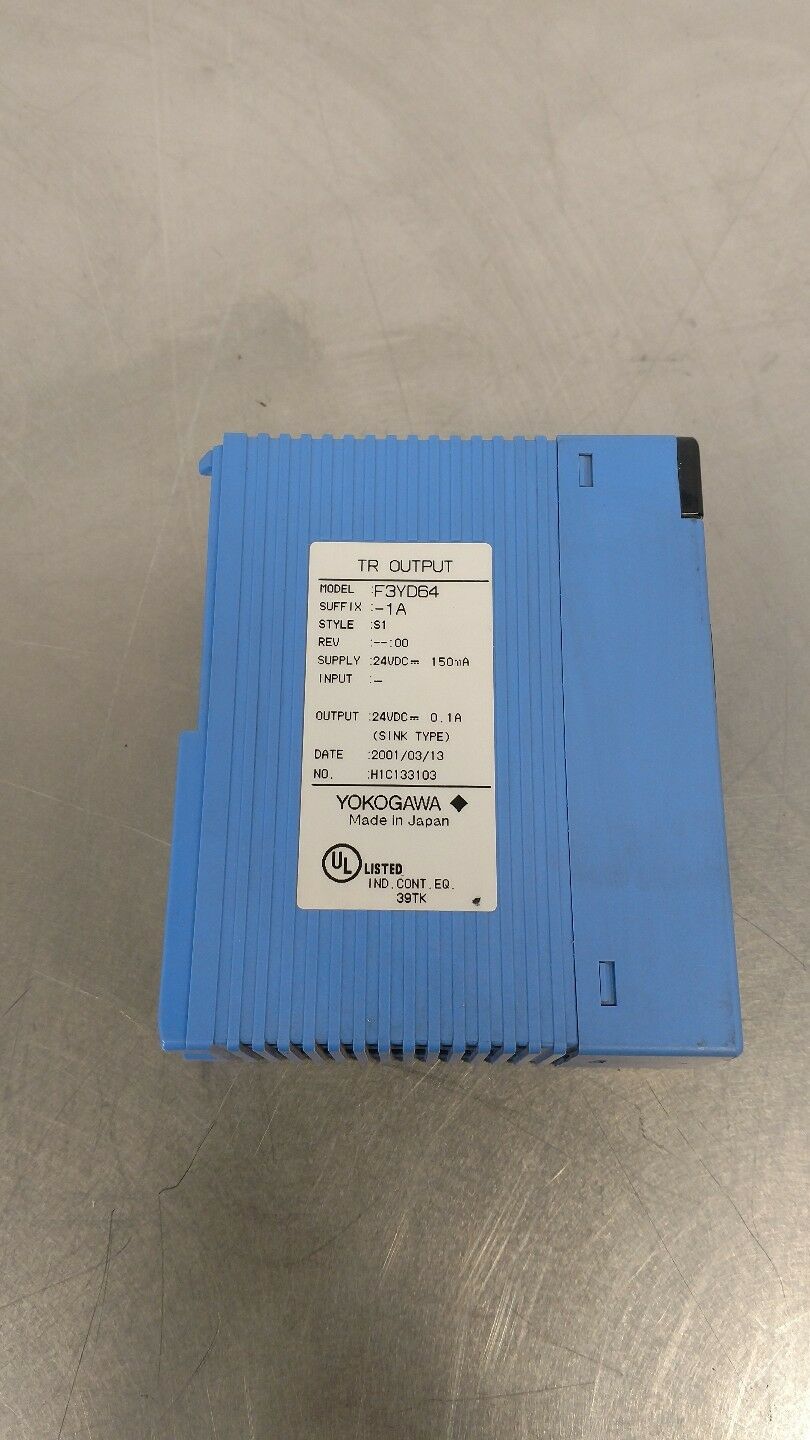 TR OUTPUT
MODEL :F3YD64
SUFFIX :-1A
STYLE :S1
REV :--:00
SUPPLY :24VDC⎓ 150mA
INPUT :-
OUTPUT :24VDC⎓ 0.1A
(SINK TYPE)
DATE :2001/03/13
NO. :H1C133103
YOKOGAWA ◆
Made in Japan
UL LISTED
IND.CONT.EQ.
39TK